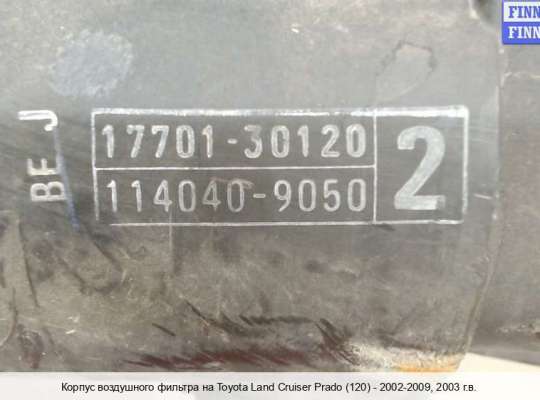 FINN
FINN
BE J
17701-30120
114040-9050
2
Корпус воздушного фильтра на Toyota Land Cruiser Prado (120) - 2002-2009, 2003 г.в.